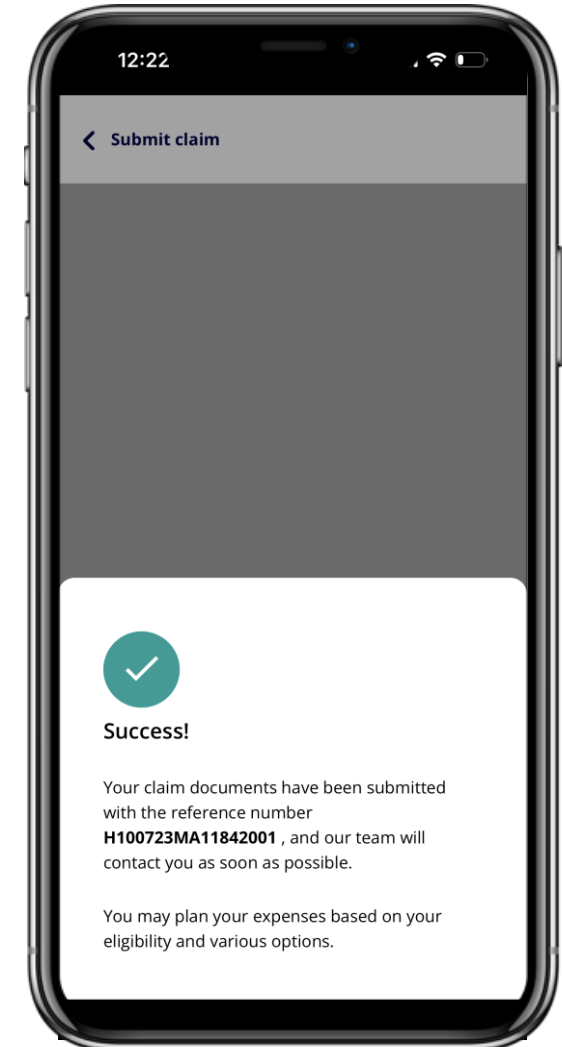 12:22
Submit claim
Success!
Your claim documents have been submitted
with the reference number
H100723MA11842001 , and our team will
contact you as soon as possible.
You may plan your expenses based on your
eligibility and various options.